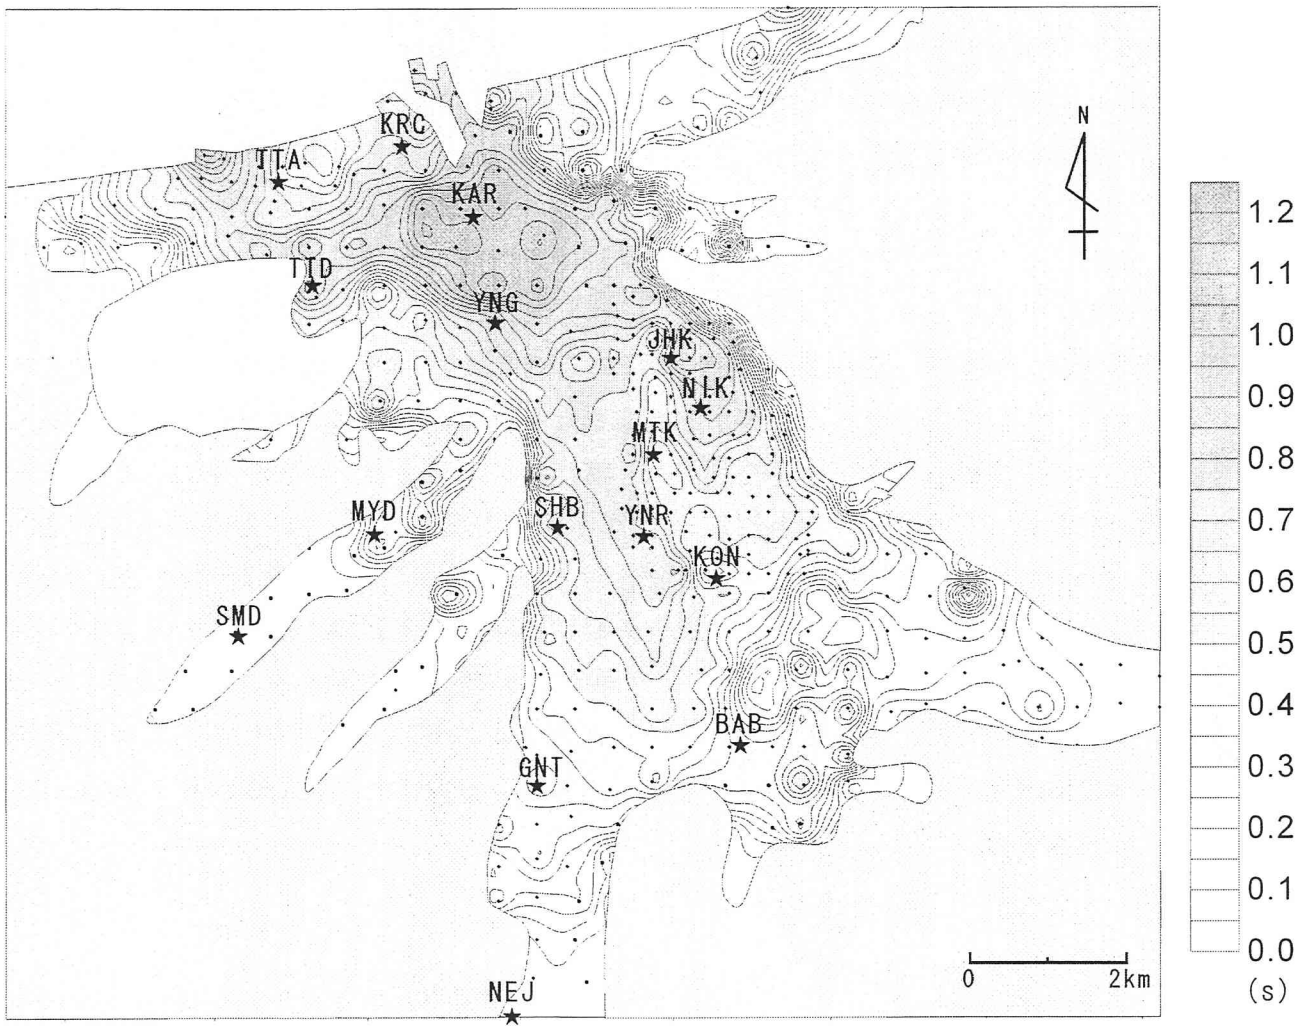 N
KRC
TTA
KAR
TTD
YNG
JHK
NIK
MTK
MYD
SHB
YNR
KON
SMD
BAB
GNT
NEJ
0 2km
1.2
1.1
1.0
0.9
0.8
0.7
0.6
0.5
0.4
0.3
0.2
0.1
0.0
(s)